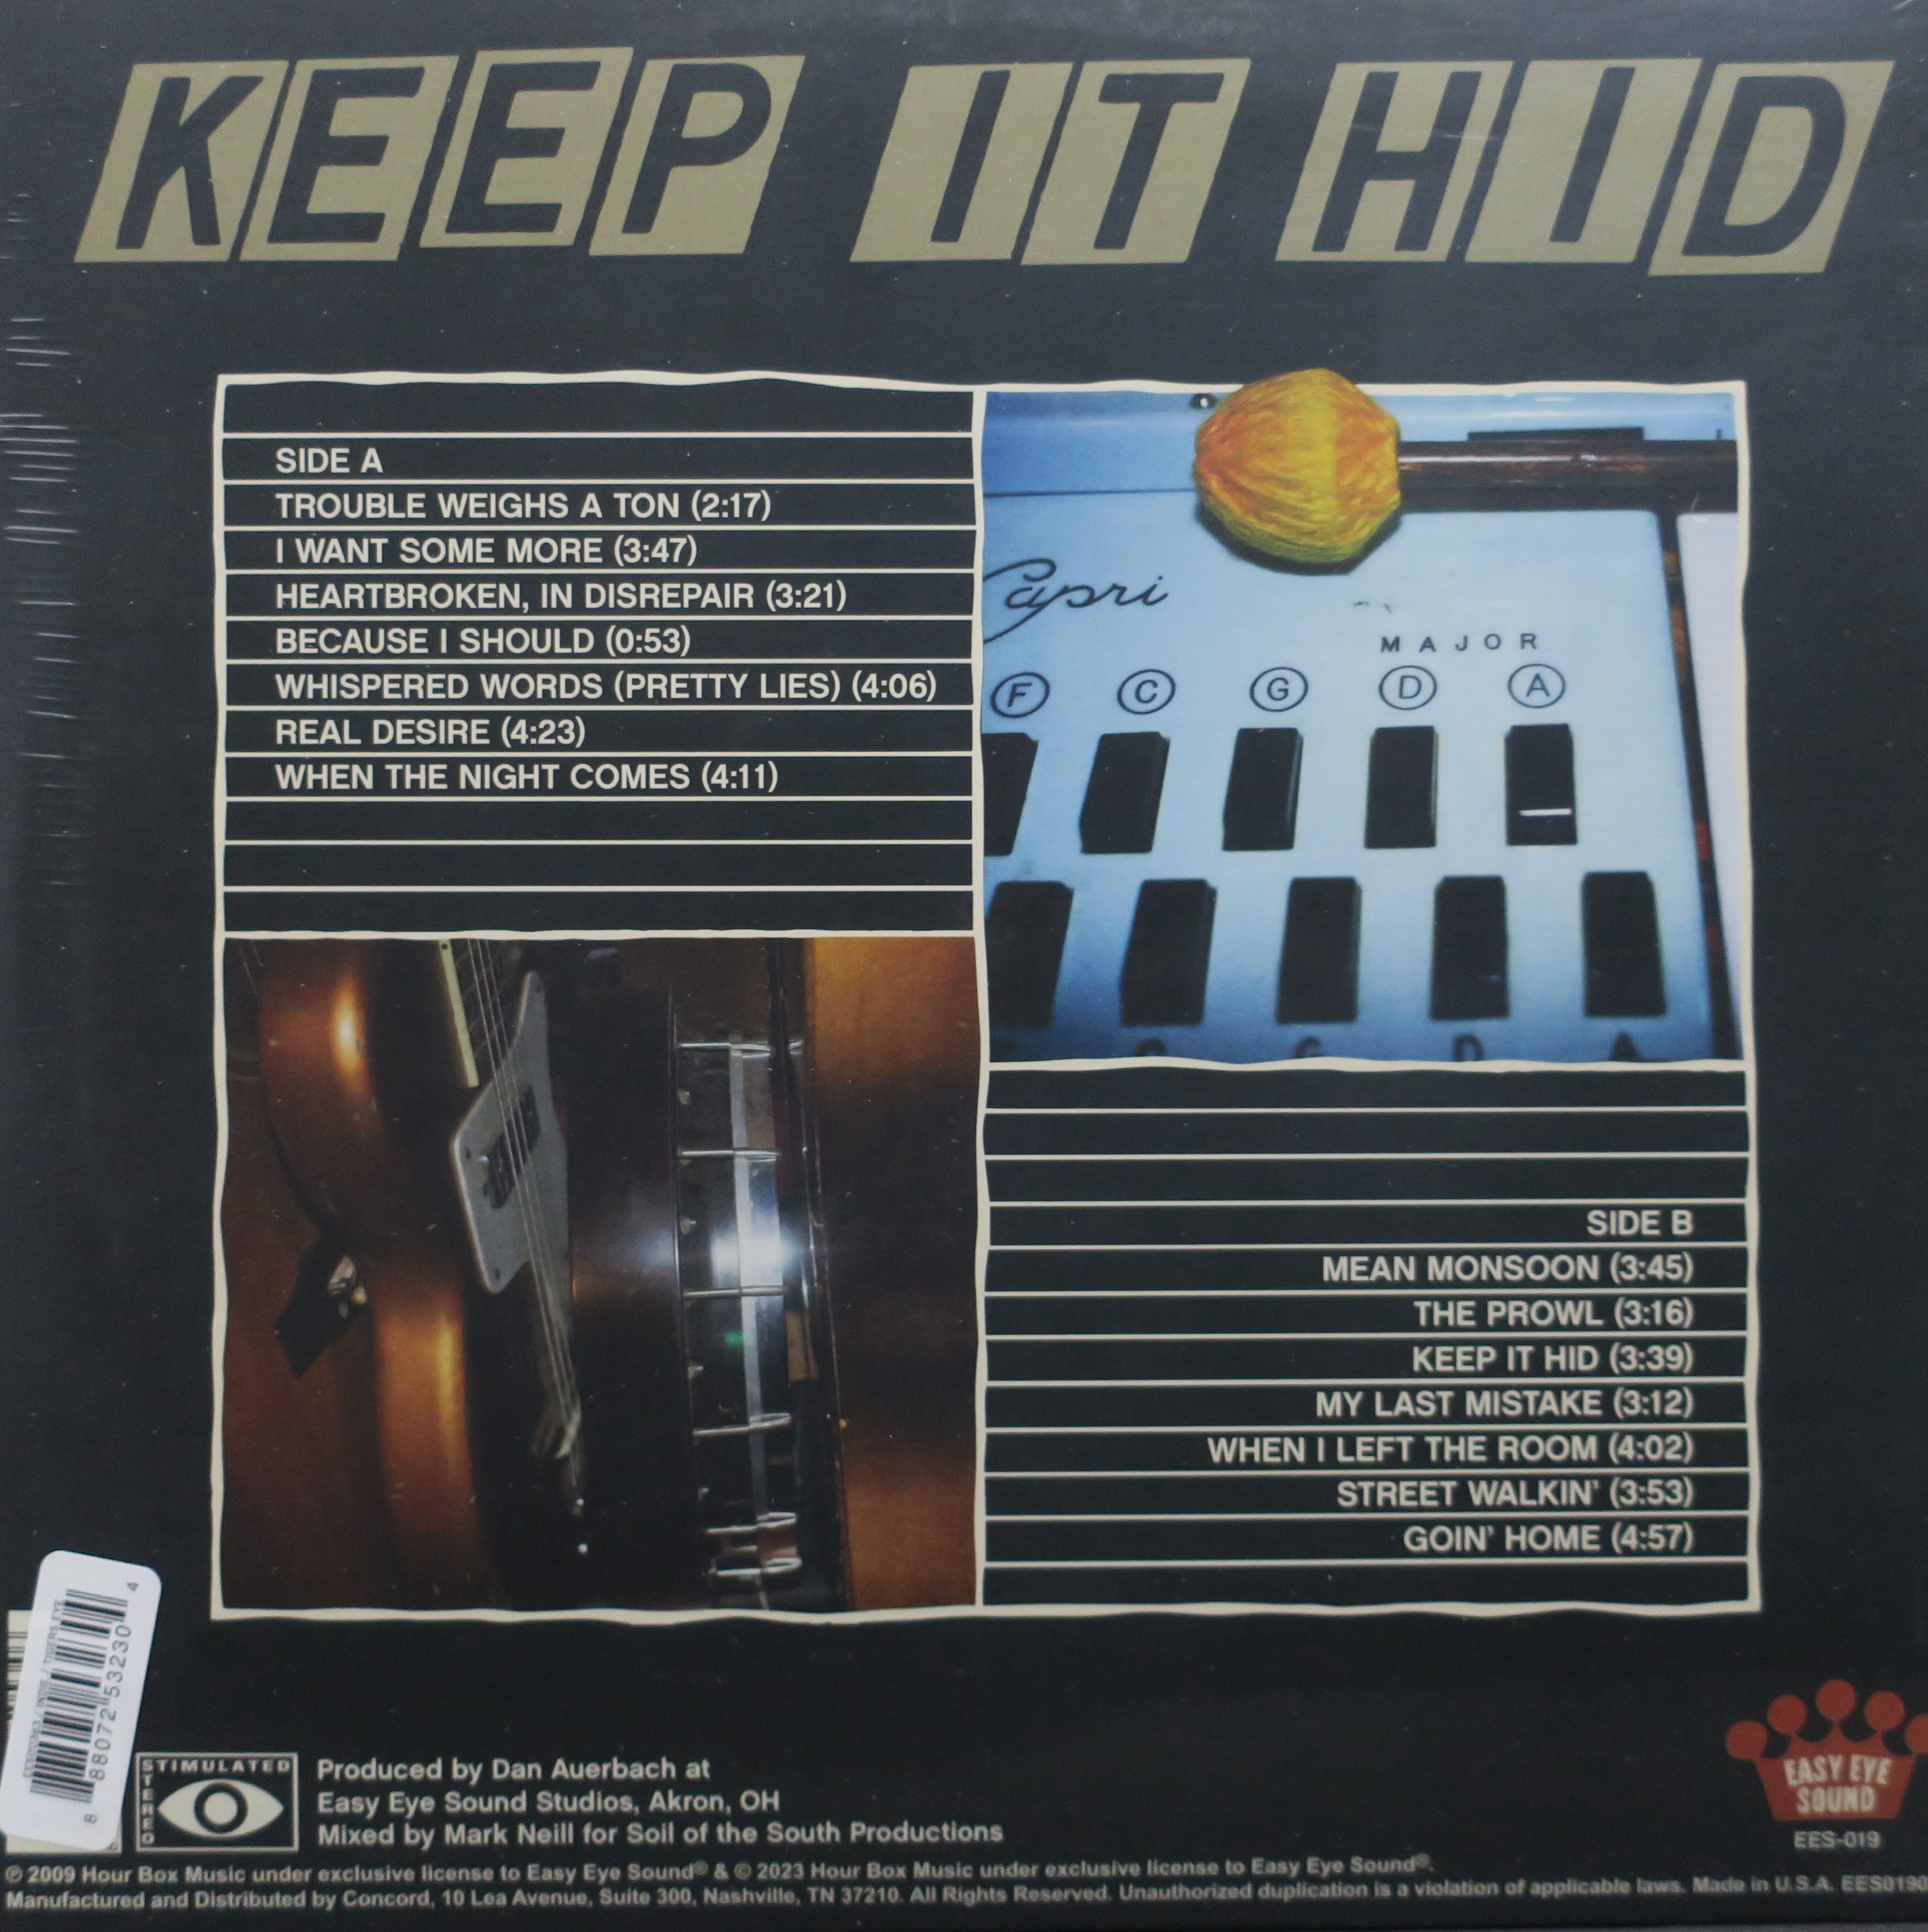 KEEP IT HID
SIDE A
TROUBLE WEIGHS A TON (2:17)
I WANT SOME MORE (3:47)
HEARTBROKEN, IN DISREPAIR (3:21)
BECAUSE I SHOULD (0:53)
WHISPERED WORDS (PRETTY LIES) (4:06)
REAL DESIRE (4:23)
WHEN THE NIGHT COMES (4:11)
Capri
MAJOR
F C G D A
SIDE B
MEAN MONSOON (3:45)
THE PROWL (3:16)
KEEP IT HID (3:39)
MY LAST MISTAKE (3:12)
WHEN I LEFT THE ROOM (4:02)
STREET WALKIN' (3:53)
GOIN' HOME (4:57)
8 88072 53230 4
STIMULATED
STEREO
Produced by Dan Auerbach at
Easy Eye Sound Studios, Akron, OH
Mixed by Mark Neill for Soil of the South Productions
EASY EYE
SOUND
EES-019
℗ 2009 Hour Box Music under exclusive license to Easy Eye Sound® & © 2023 Hour Box Music under exclusive license to Easy Eye Sound®.
Manufactured and Distributed by Concord, 10 Lea Avenue, Suite 300, Nashville, TN 37210. All Rights Reserved. Unauthorized duplication is a violation of applicable laws. Made in U.S.A. EES0190